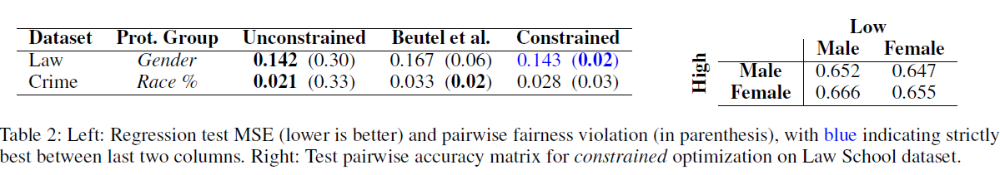 Dataset Prot. Group Unconstrained Beutel et al. Constrained
Law Gender 0.142 (0.30) 0.167 (0.06) 0.143 (0.02)
Crime Race % 0.021 (0.33) 0.033 (0.02) 0.028 (0.03)
Low
Male Female
High
Male 0.652 0.647
Female 0.666 0.655
Table 2: Left: Regression test MSE (lower is better) and pairwise fairness violation (in parenthesis), with blue indicating strictly
best between last two columns. Right: Test pairwise accuracy matrix for constrained optimization on Law School dataset.